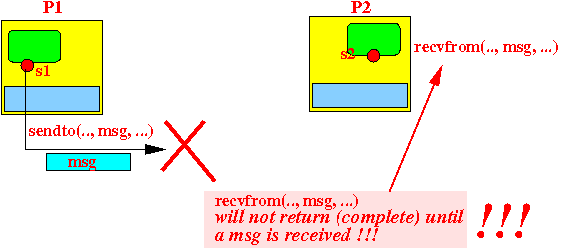 P1
P2
s1
s2
recvfrom(.., msg, ...)
sendto(.., msg, ...)
msg
recvfrom(.., msg, ...)
will not return (complete) until
a msg is received !!!
!!!